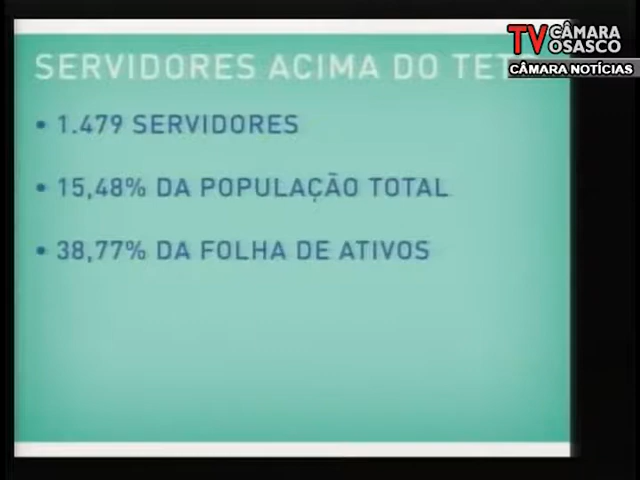 TV CÂMARA OSASCO
CÂMARA NOTÍCIAS
SERVIDORES ACIMA DO
• 1.479 SERVIDORES
• 15,48% DA POPULAÇÃO TOTAL
• 38,77% DA FOLHA DE ATIVOS